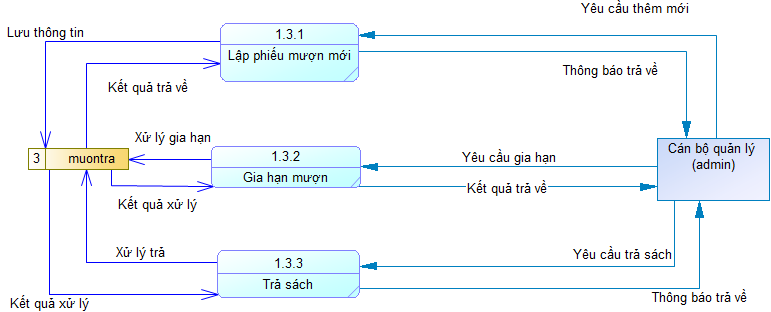 Yêu cầu thêm mới
Lưu thông tin
1.3.1
Lập phiếu mượn mới
Thông báo trả về
Kết quả trả về
Xử lý gia hạn
3 muontra
1.3.2
Gia hạn mượn
Yêu cầu gia hạn
Cán bộ quản lý
(admin)
Kết quả trả về
Kết quả xử lý
Xử lý trả
1.3.3
Trả sách
Yêu cầu trả sách
Kết quả xử lý
Thông báo trả về